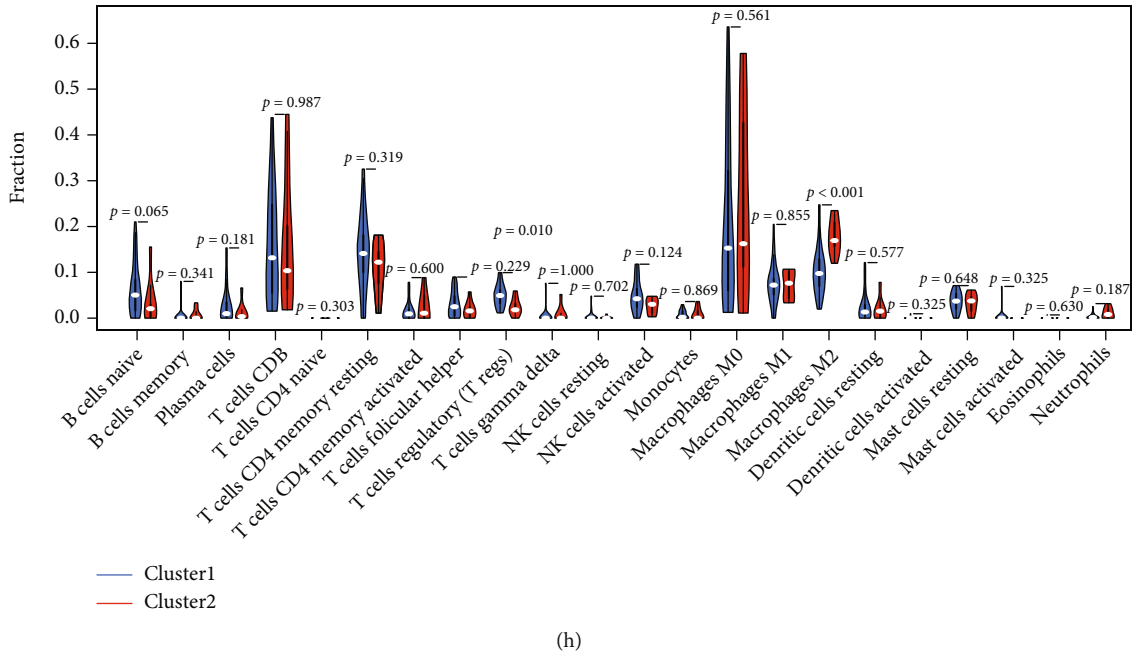 p = 0.561
0.6
0.5
p = 0.987
0.4
p = 0.319
0.3
p < 0.001
p = 0.065
p = 0.855
0.2
p = 0.010
p = 0.181
p = 0.124
p = 0.577
p = 0.341
p = 0.600
p = 0.229
p =1.000
p = 0.648
p = 0.325
0.1
p = 0.702
p = 0.869
p = 0.187
p = 0.303
p = 0.325
p = 0.630
0.0
Fraction
B cells naive
B cells memory
Plasma cells
T cells CDB
T cells CD4 naive
T cells CD4 memory resting
T cells CD4 memory activated
T cells folicular helper
T cells regulatory (T regs)
T cells gamma delta
NK cells resting
NK cells activated
Monocytes
Macrophages M0
Macrophages M1
Macrophages M2
Denritic cells resting
Denritic cells activated
Mast cells resting
Mast cells activated
Eosinophils
Neutrophils
Cluster1
Cluster2
(h)